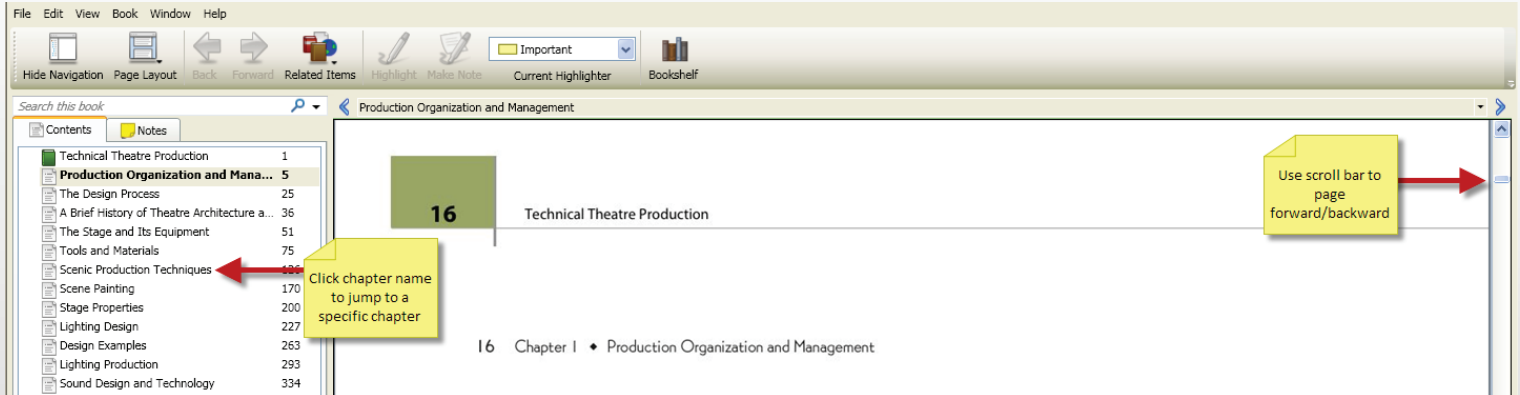 File Edit View Book Window Help
Hide Navigation Page Layout Back Forward Related Items Highlight Make Note Important Current Highlighter Bookshelf
Search this book
Production Organization and Management
Contents Notes
Technical Theatre Production 1
Production Organization and Mana... 5
The Design Process 25
A Brief History of Theatre Architecture a... 36
The Stage and Its Equipment 51
Tools and Materials 75
Scenic Production Techniques
Scene Painting 170
Stage Properties 200
Lighting Design 227
Design Examples 263
Lighting Production 293
Sound Design and Technology 334
Click chapter name
to jump to a
specific chapter
16 Technical Theatre Production
16 Chapter 1 ◆ Production Organization and Management
Use scroll bar to
page
forward/backward